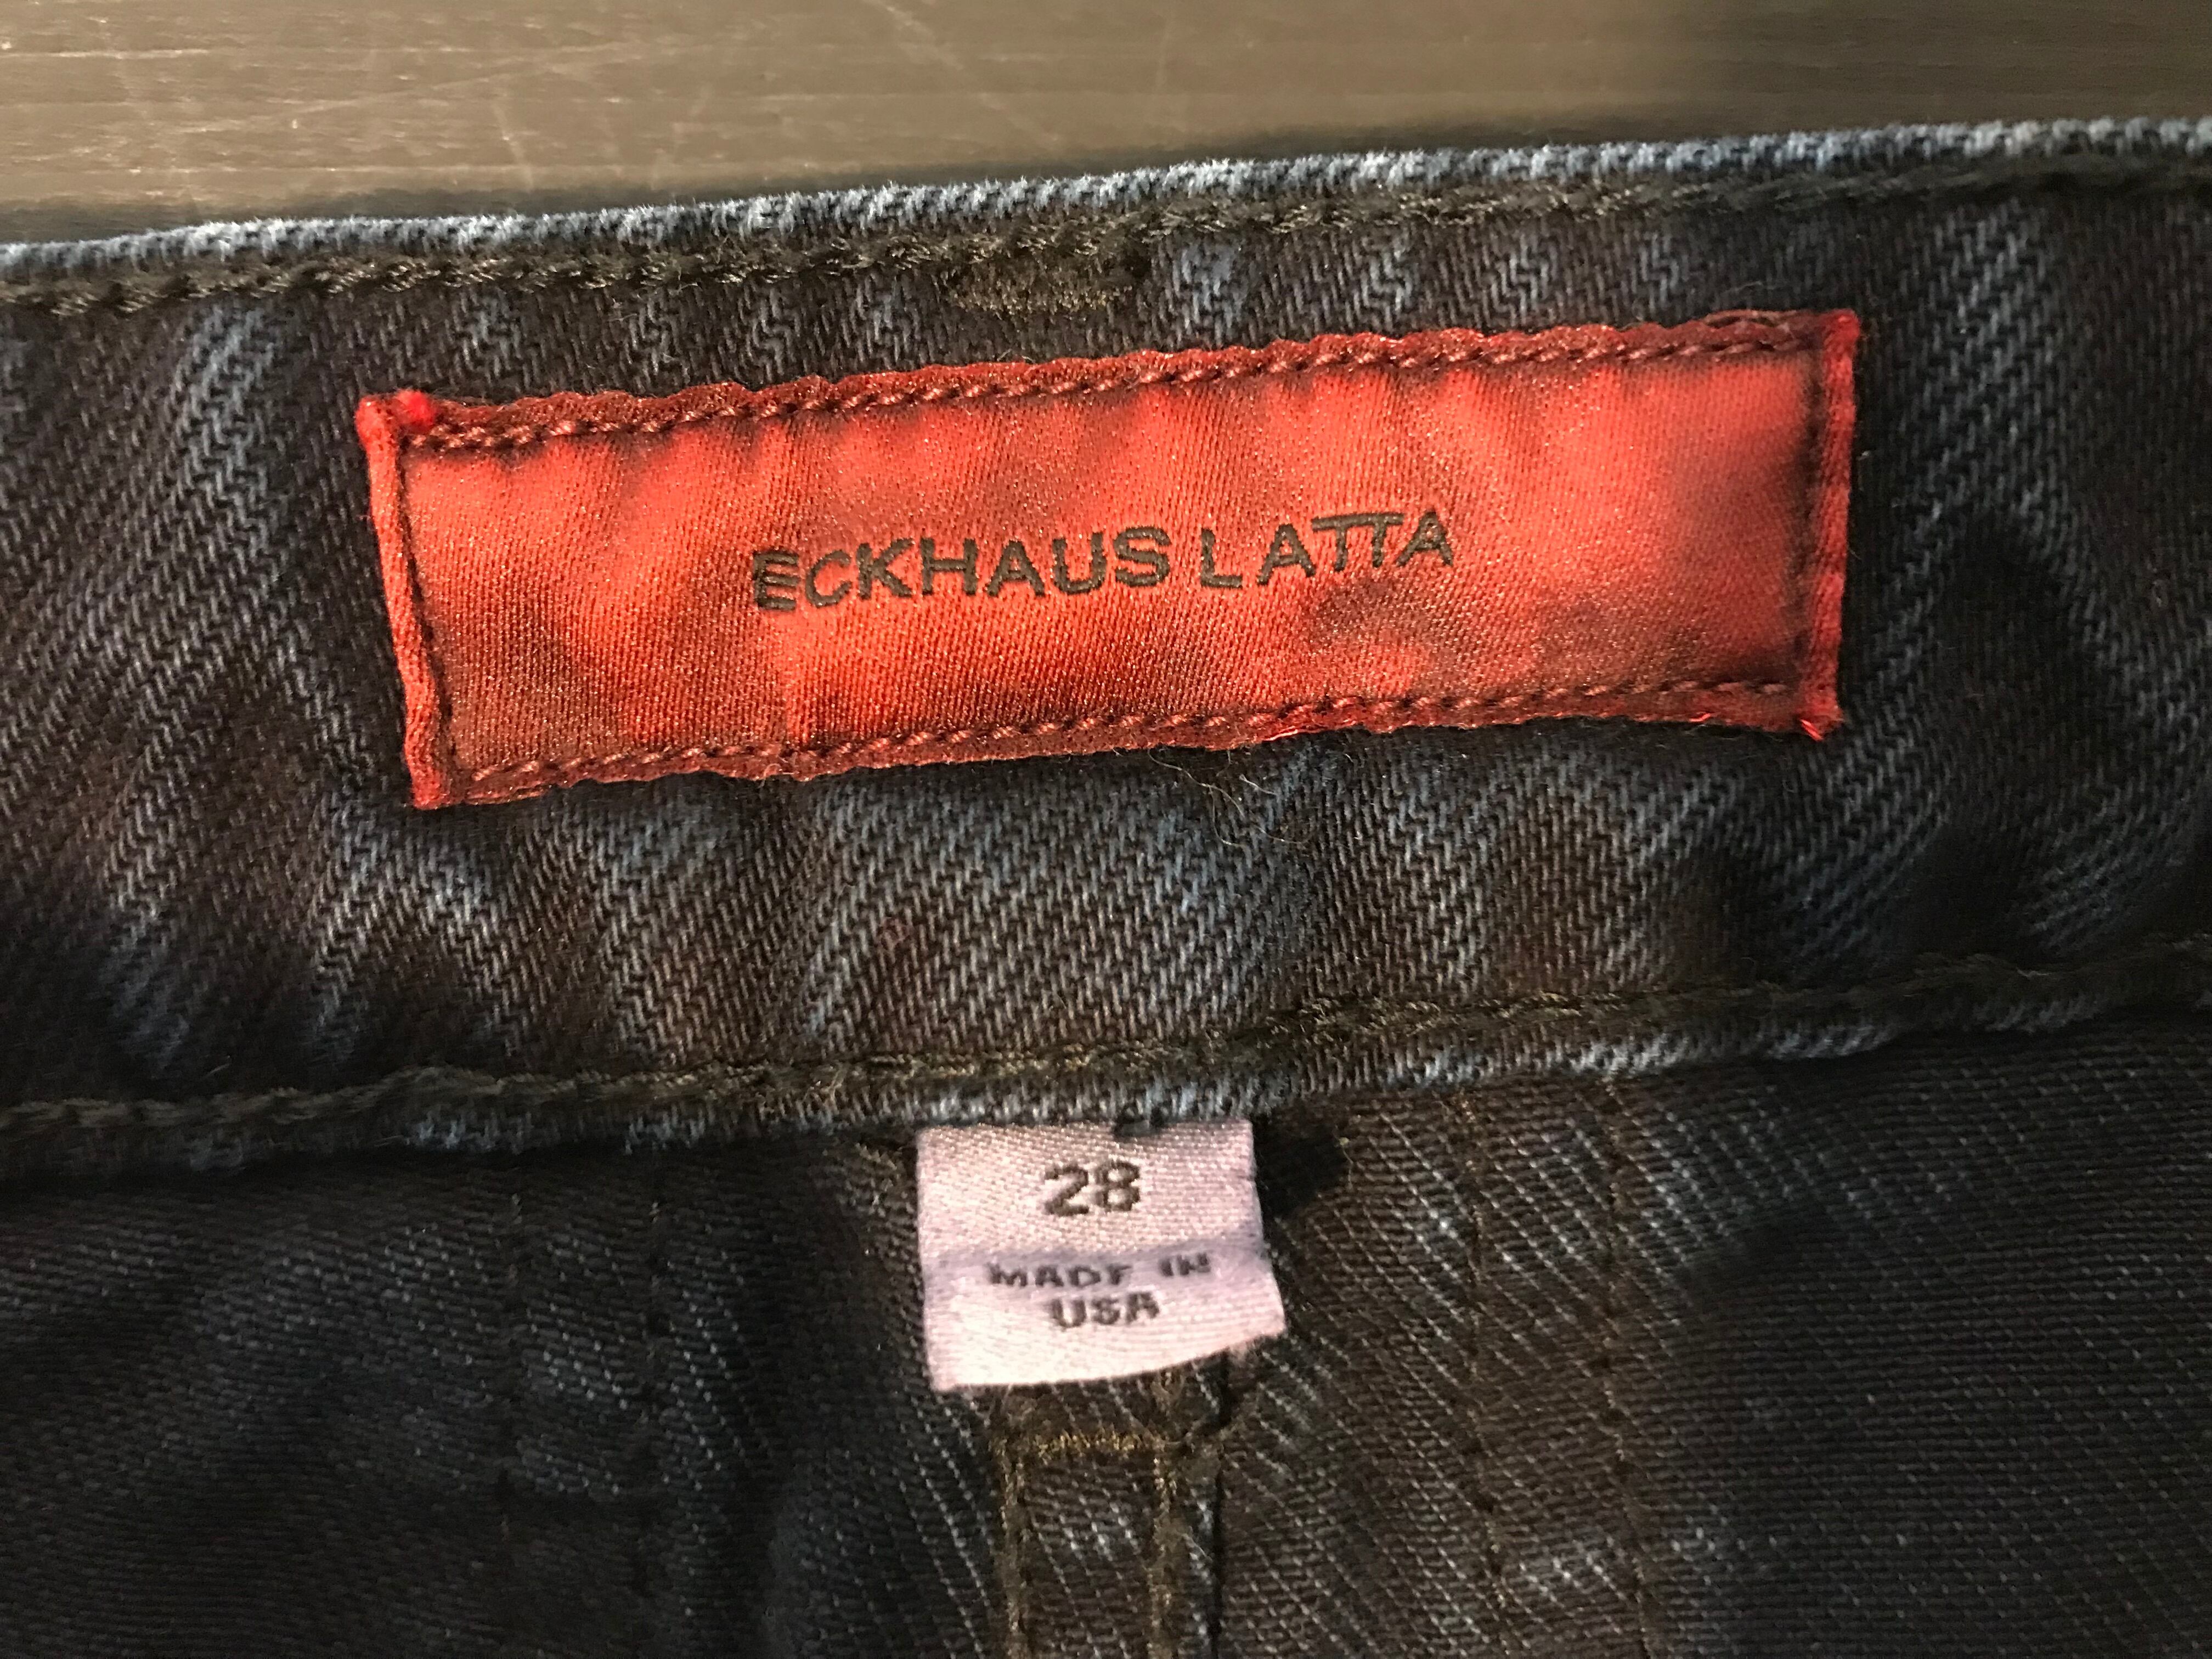 ECKHAUS LATTA
28
MADE IN
USA